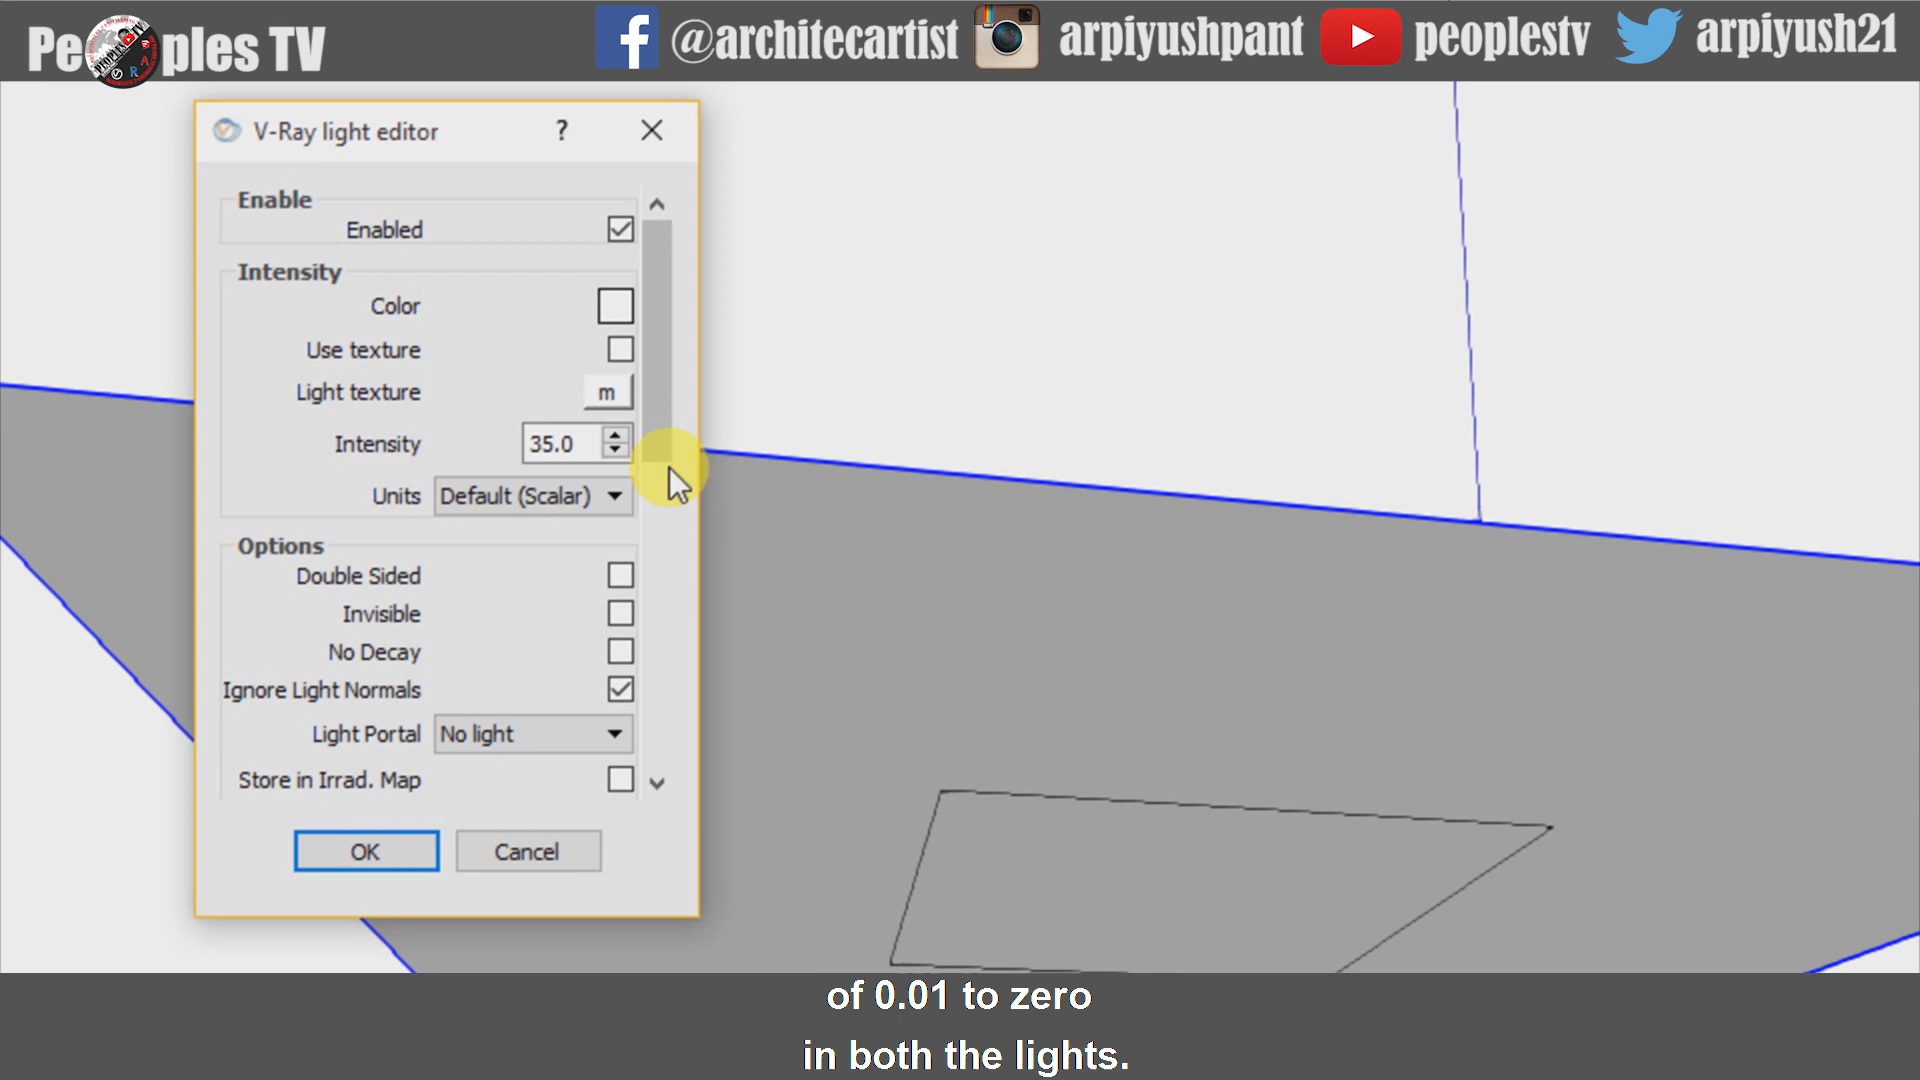 Peoples TV
@architecartist
arpiyushpant
peoplestv
arpiyush21
V-Ray light editor
?
Enable
Enabled
Intensity
Color
Use texture
Light texture m
Intensity 35.0
Units Default (Scalar)
Options
Double Sided
Invisible
No Decay
Ignore Light Normals
Light Portal No light
Store in Irrad. Map
OK Cancel
of 0.01 to zero
in both the lights.